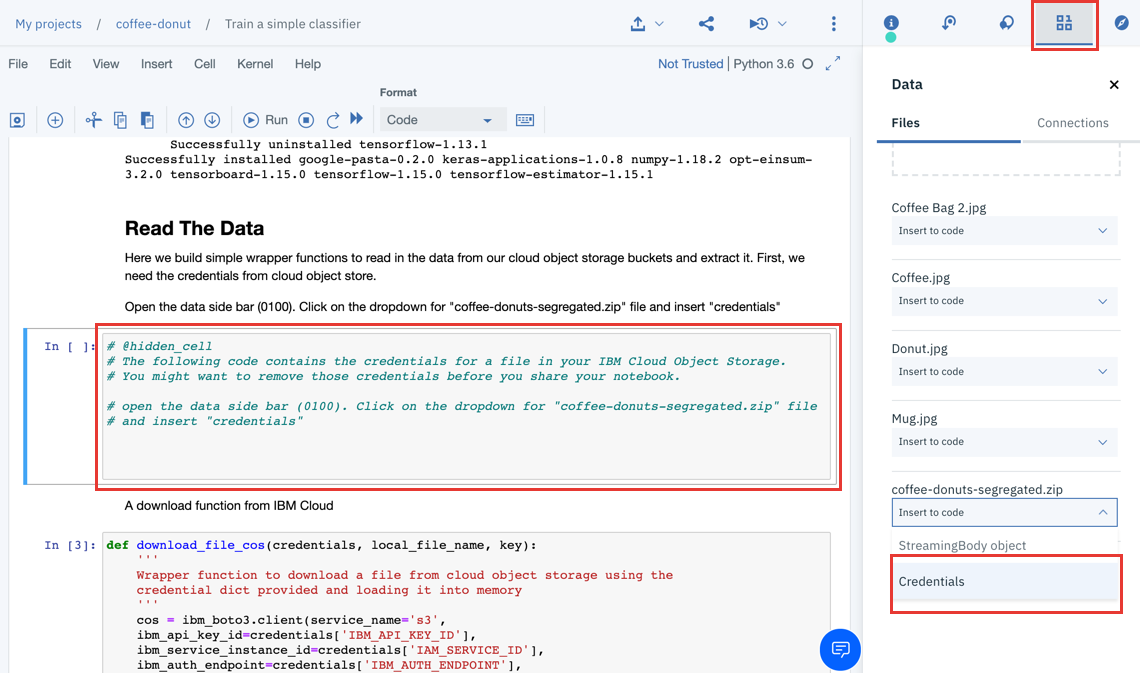 My projects / coffee-donut / Train a simple classifier
File Edit View Insert Cell Kernel Help
Not Trusted | Python 3.6
Format
Run
Code
Successfully uninstalled tensorflow-1.13.1
Successfully installed google-pasta-0.2.0 keras-applications-1.0.8 numpy-1.18.2 opt-einsum-
3.2.0 tensorboard-1.15.0 tensorflow-1.15.0 tensorflow-estimator-1.15.1
Read The Data
Here we build simple wrapper functions to read in the data from our cloud object storage buckets and extract it. First, we
need the credentials from cloud object store.
Open the data side bar (0100). Click on the dropdown for "coffee-donuts-segregated.zip" file and insert "credentials"
In [ ]:
# @hidden_cell
# The following code contains the credentials for a file in your IBM Cloud Object Storage.
# You might want to remove those credentials before you share your notebook.
# open the data side bar (0100). Click on the dropdown for "coffee-donuts-segregated.zip" file
# and insert "credentials"
A download function from IBM Cloud
In [3]:
def download_file_cos(credentials, local_file_name, key):
'''
Wrapper function to download a file from cloud object storage using the
credential dict provided and loading it into memory
'''
cos = ibm_boto3.client(service_name='s3',
ibm_api_key_id=credentials['IBM_API_KEY_ID'],
ibm_service_instance_id=credentials['IAM_SERVICE_ID'],
ibm_auth_endpoint=credentials['IBM_AUTH_ENDPOINT'],
Data
Files
Connections
Coffee Bag 2.jpg
Insert to code
Coffee.jpg
Insert to code
Donut.jpg
Insert to code
Mug.jpg
Insert to code
coffee-donuts-segregated.zip
Insert to code
StreamingBody object
Credentials